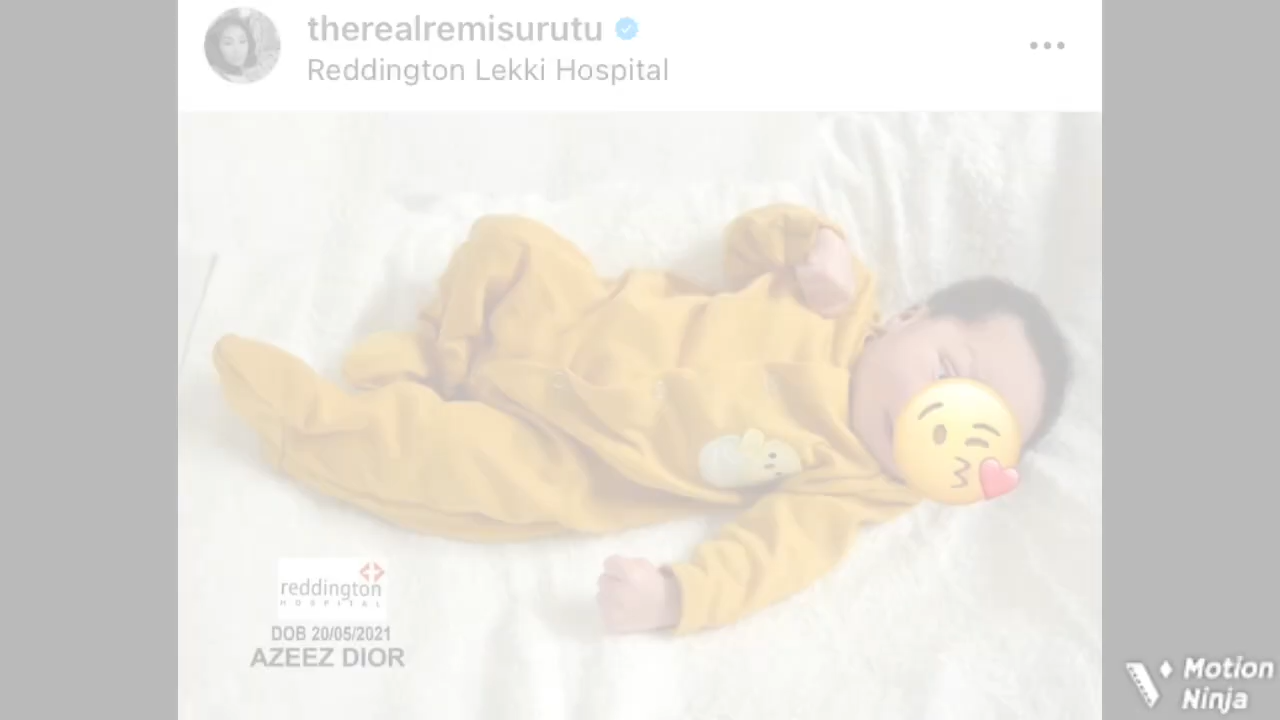 therealremisurutu
Reddington Lekki Hospital
reddington
HOSPITAL
DOB 20/05/2021
AZEEZ DIOR
Motion
Ninja